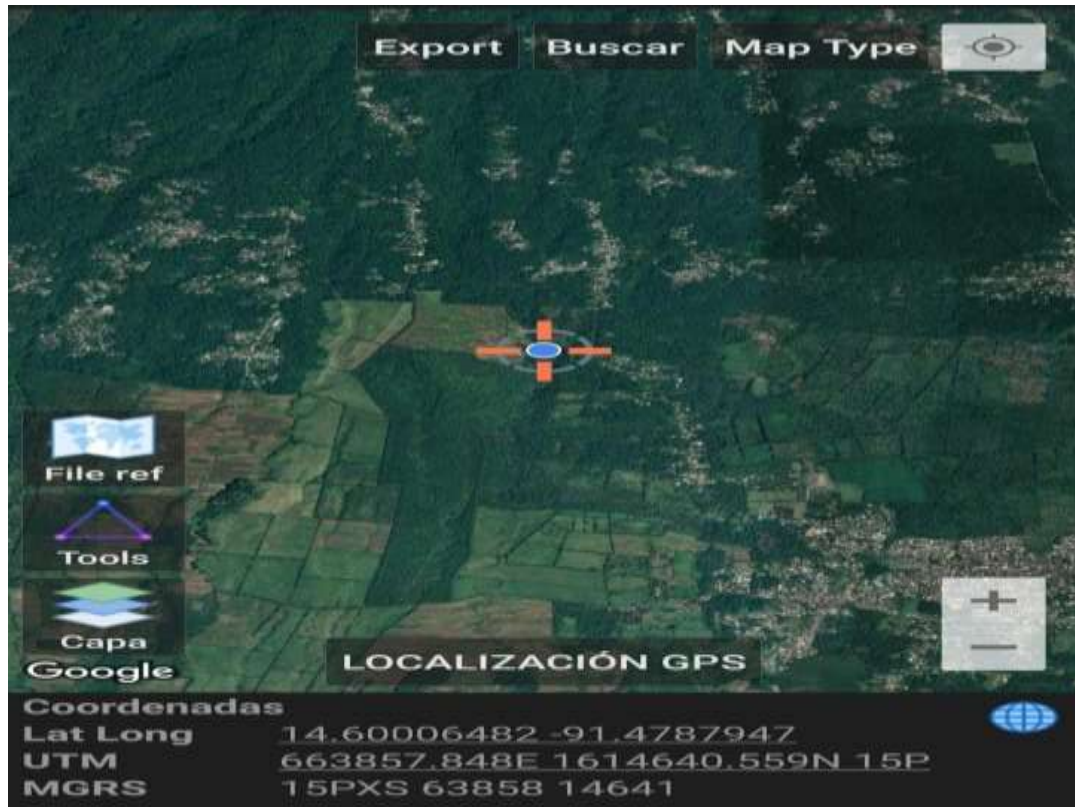 Export Buscar Map Type
File ref
Tools
Capa
Google
LOCALIZACIÓN GPS
Coordenadas
Lat Long 14.60006482 -91.4787947
UTM 663857.848E 1614640.559N 15P
MGRS 15PXS 63858 14641